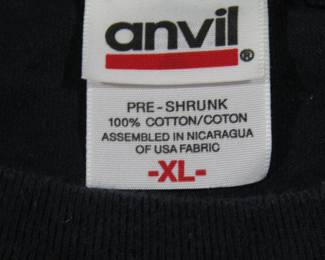 anvil®
PRE-SHRUNK
100% COTTON/COTON
ASSEMBLED IN NICARAGUA
OF USA FABRIC
-XL-